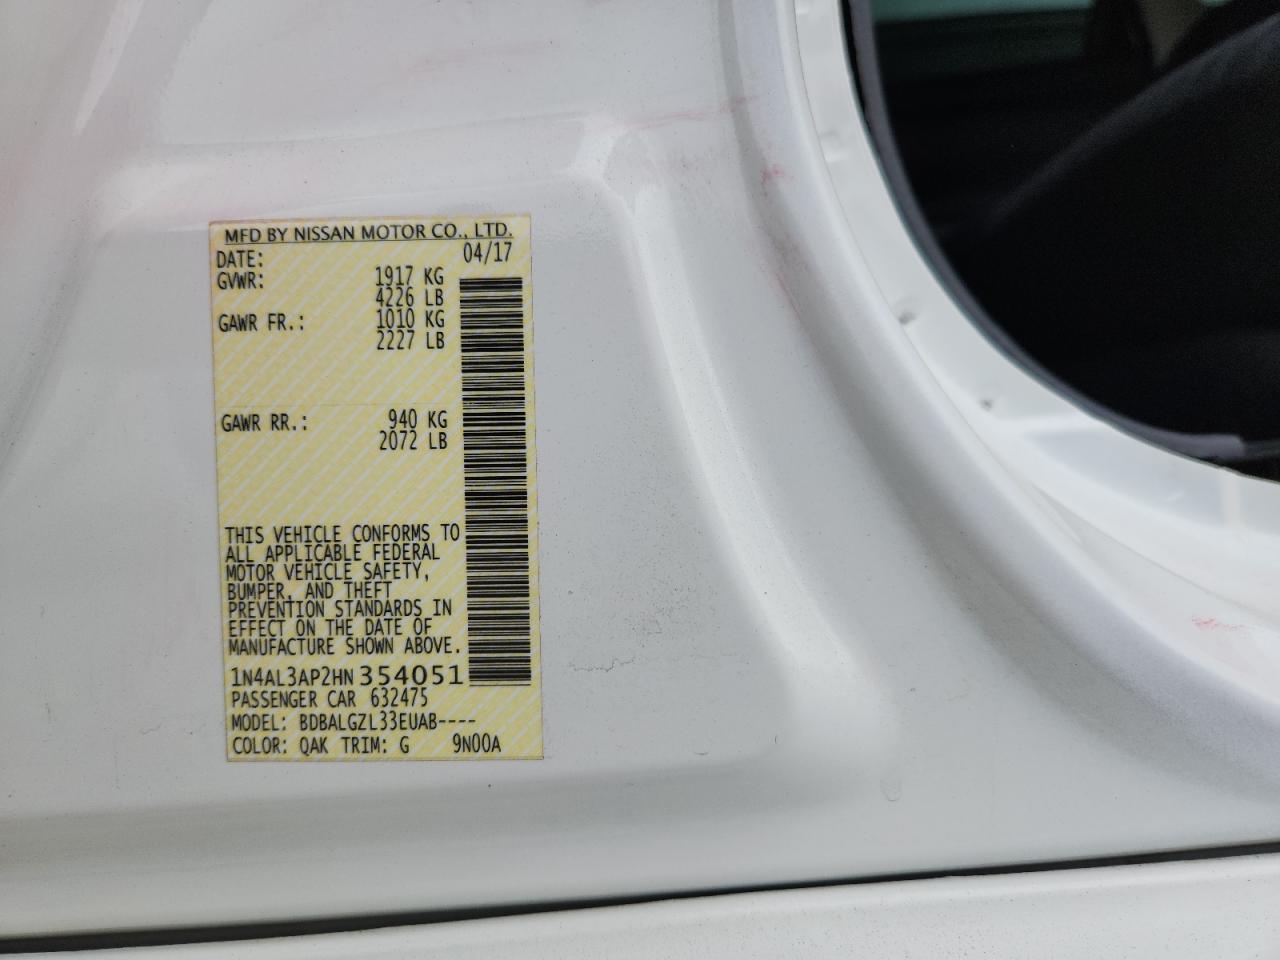 MFD BY NISSAN MOTOR CO., LTD.
DATE: 04/17
GVWR: 1917 KG
4226 LB
GAWR FR.: 1010 KG
2227 LB
GAWR RR.: 940 KG
2072 LB
THIS VEHICLE CONFORMS TO
ALL APPLICABLE FEDERAL
MOTOR VEHICLE SAFETY,
BUMPER, AND THEFT
PREVENTION STANDARDS IN
EFFECT ON THE DATE OF
MANUFACTURE SHOWN ABOVE.
1N4AL3AP2HN354051
PASSENGER CAR 632475
MODEL: BDBALGZL33EUAB----
COLOR: QAK TRIM: G 9N00A